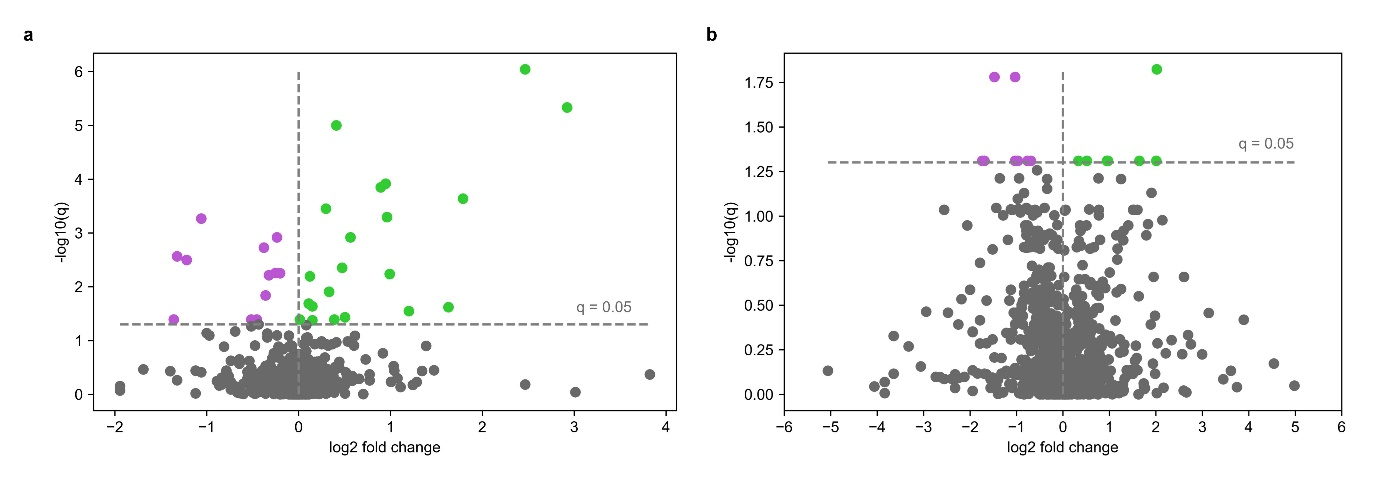 a
6
5
4
3
2
1
0
-log10(q)
q = 0.05
−2 −1 0 1 2 3 4
log2 fold change
b
1.75
1.50
1.25
1.00
0.75
0.50
0.25
0.00
-log10(q)
q = 0.05
−6 −5 −4 −3 −2 −1 0 1 2 3 4 5 6
log2 fold change